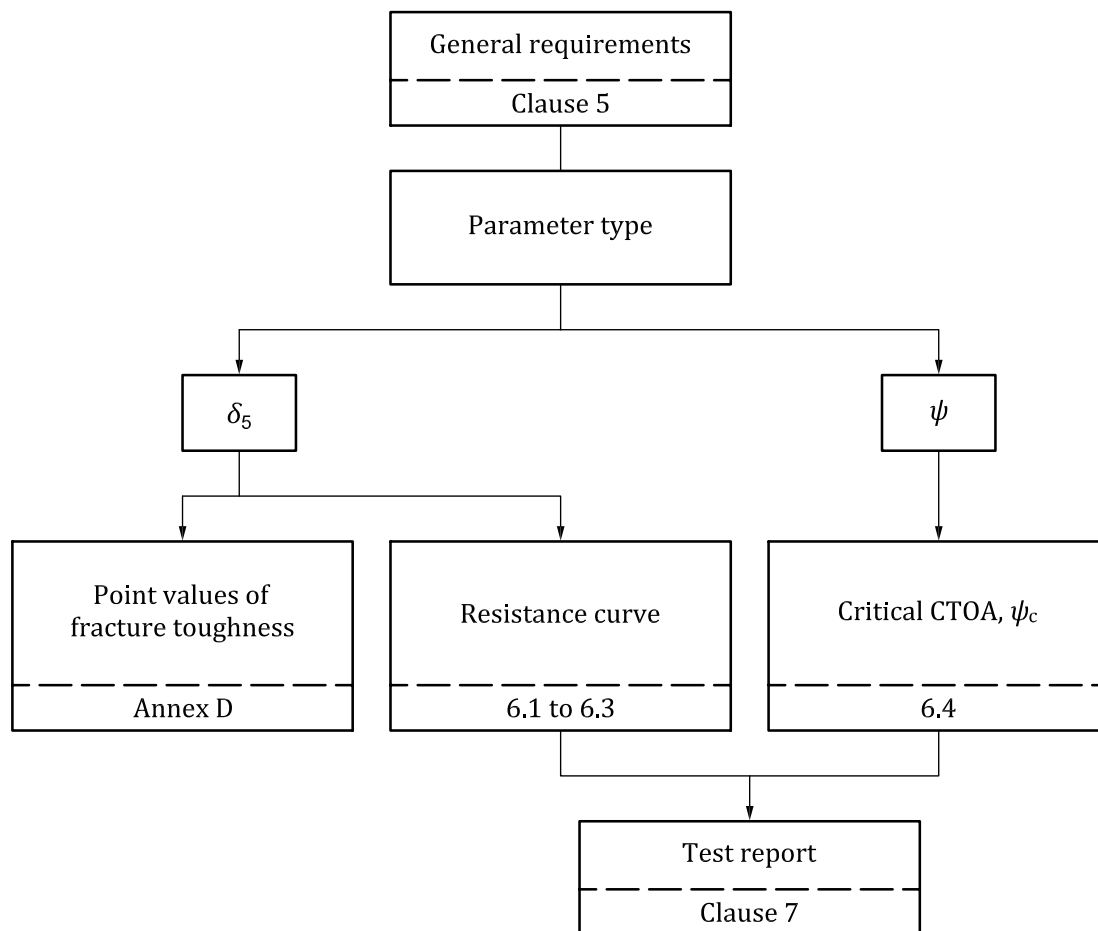 General requirements
Clause 5
Parameter type
δ₅
ψ
Point values of
fracture toughness
Annex D
Resistance curve
6.1 to 6.3
Critical CTOA, ψc
6.4
Test report
Clause 7